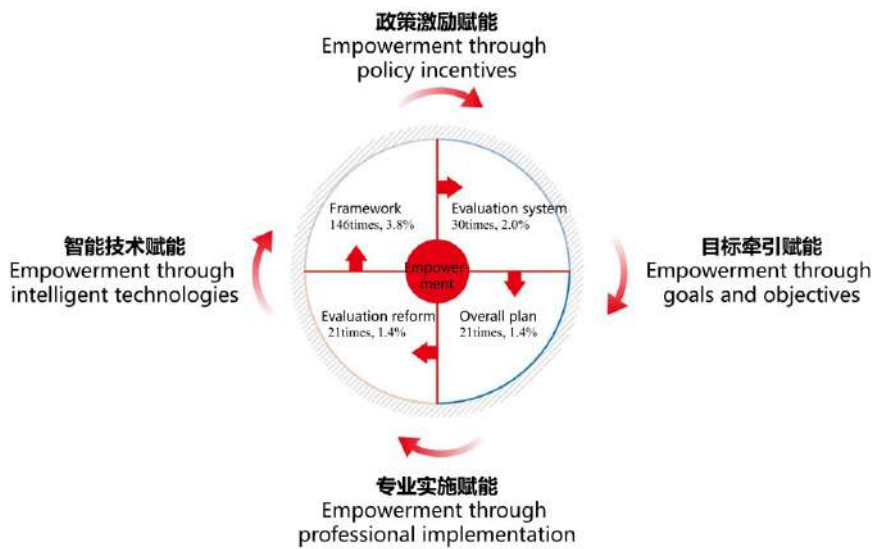 政策激励赋能
Empowerment through
policy incentives
Framework
146times, 3.8%
Evaluation system
30times, 2.0%
智能技术赋能
Empowerment through
intelligent technologies
Empower-
ment
目标牵引赋能
Empowerment through
goals and objectives
Evaluation reform
21times, 1.4%
Overall plan
21times, 1.4%
专业实施赋能
Empowerment through
professional implementation